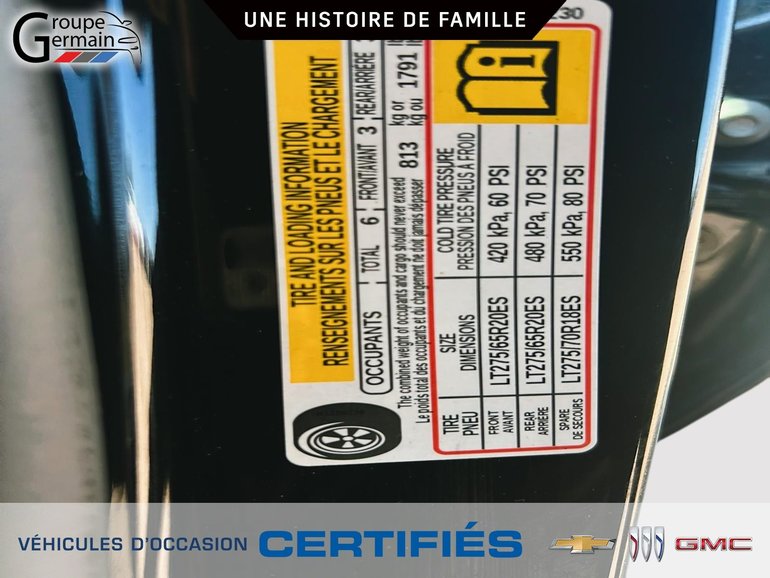 Groupe
Germain
UNE HISTOIRE DE FAMILLE
TIRE AND LOADING INFORMATION
RENSEIGNEMENTS SUR LES PNEUS ET LE CHARGEMENT
OCCUPANTS TOTAL 6 FRONT/AVANT 3 REAR/ARRIÈRE
The combined weight of occupants and cargo should never exceed 813 kg or 1791
Le poids total des occupants et du chargement ne doit jamais dépasser kg ou
TIRE SIZE COLD TIRE PRESSURE
PNEU DIMENSIONS PRESSION DES PNEUS À FROID
FRONT LT275/65R20ES 420 kPa, 60 PSI
AVANT
REAR LT275/65R20ES 480 kPa, 70 PSI
ARRIÈRE
SPARE LT275/70R18ES 550 kPa, 80 PSI
DE SECOURS
VÉHICULES D'OCCASION CERTIFIÉS GMC